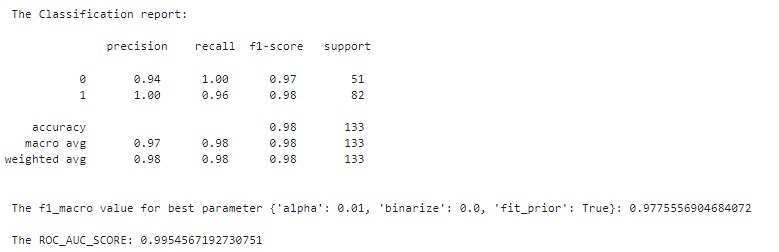 The Classification report:
precision recall f1-score support
0 0.94 1.00 0.97 51
1 1.00 0.96 0.98 82
accuracy 0.98 133
macro avg 0.97 0.98 0.98 133
weighted avg 0.98 0.98 0.98 133
The f1_macro value for best parameter {'alpha': 0.01, 'binarize': 0.0, 'fit_prior': True}: 0.9775556904684072
The ROC_AUC_SCORE: 0.9954567192730751